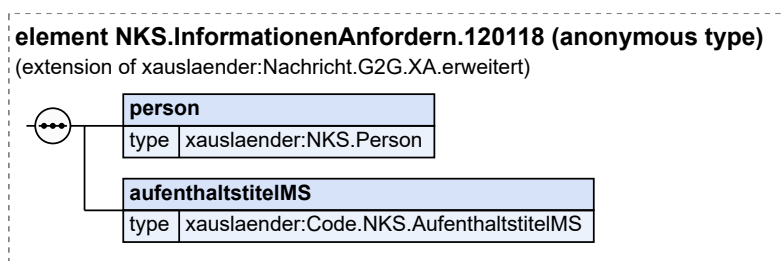 element NKS.InformationenAnfordern.120118 (anonymous type)
(extension of xauslaender:Nachricht.G2G.XA.erweitert)
person
type xauslaender:NKS.Person
aufenthaltstitelMS
type xauslaender:Code.NKS.AufenthaltstitelMS